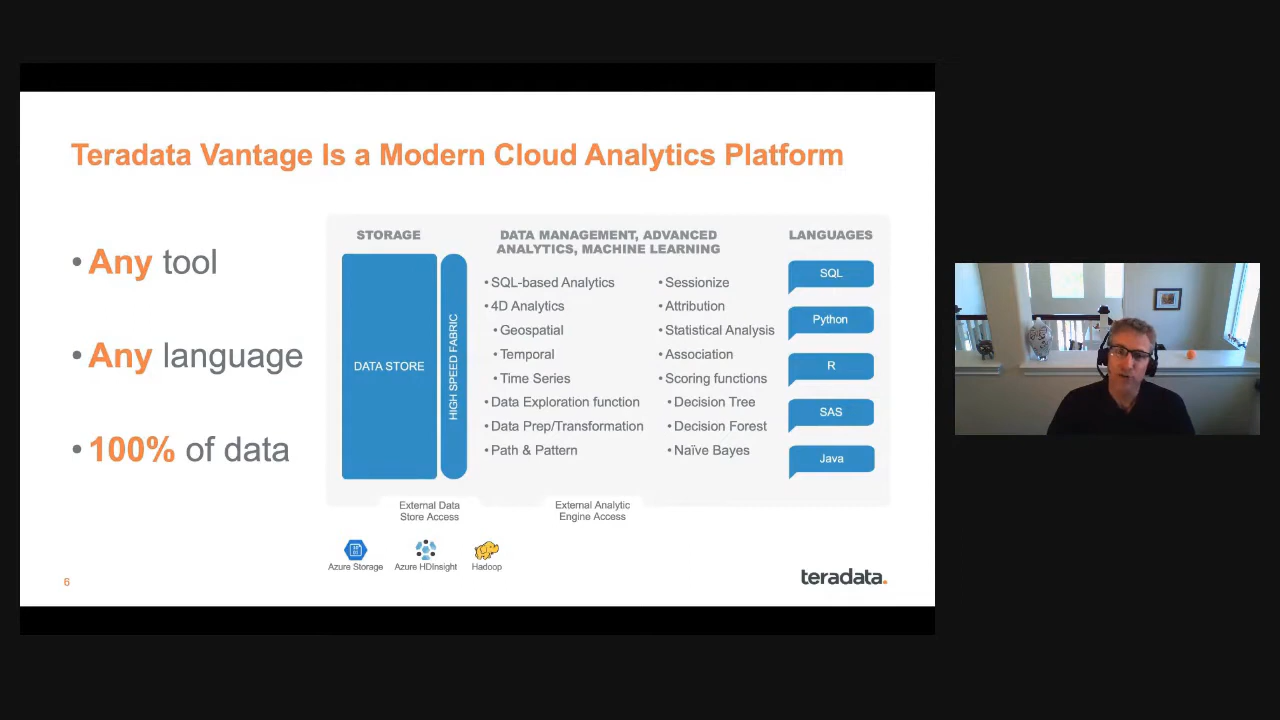 Teradata Vantage Is a Modern Cloud Analytics Platform
• Any tool
• Any language
• 100% of data
STORAGE
DATA STORE
HIGH SPEED FABRIC
DATA MANAGEMENT, ADVANCED
ANALYTICS, MACHINE LEARNING
• SQL-based Analytics
• 4D Analytics
• Geospatial
• Temporal
• Time Series
• Data Exploration function
• Data Prep/Transformation
• Path & Pattern
• Sessionize
• Attribution
• Statistical Analysis
• Association
• Scoring functions
• Decision Tree
• Decision Forest
• Naïve Bayes
LANGUAGES
SQL
Python
R
SAS
Java
External Data
Store Access
External Analytic
Engine Access
Azure Storage
Azure HDInsight
Hadoop
6
teradata.